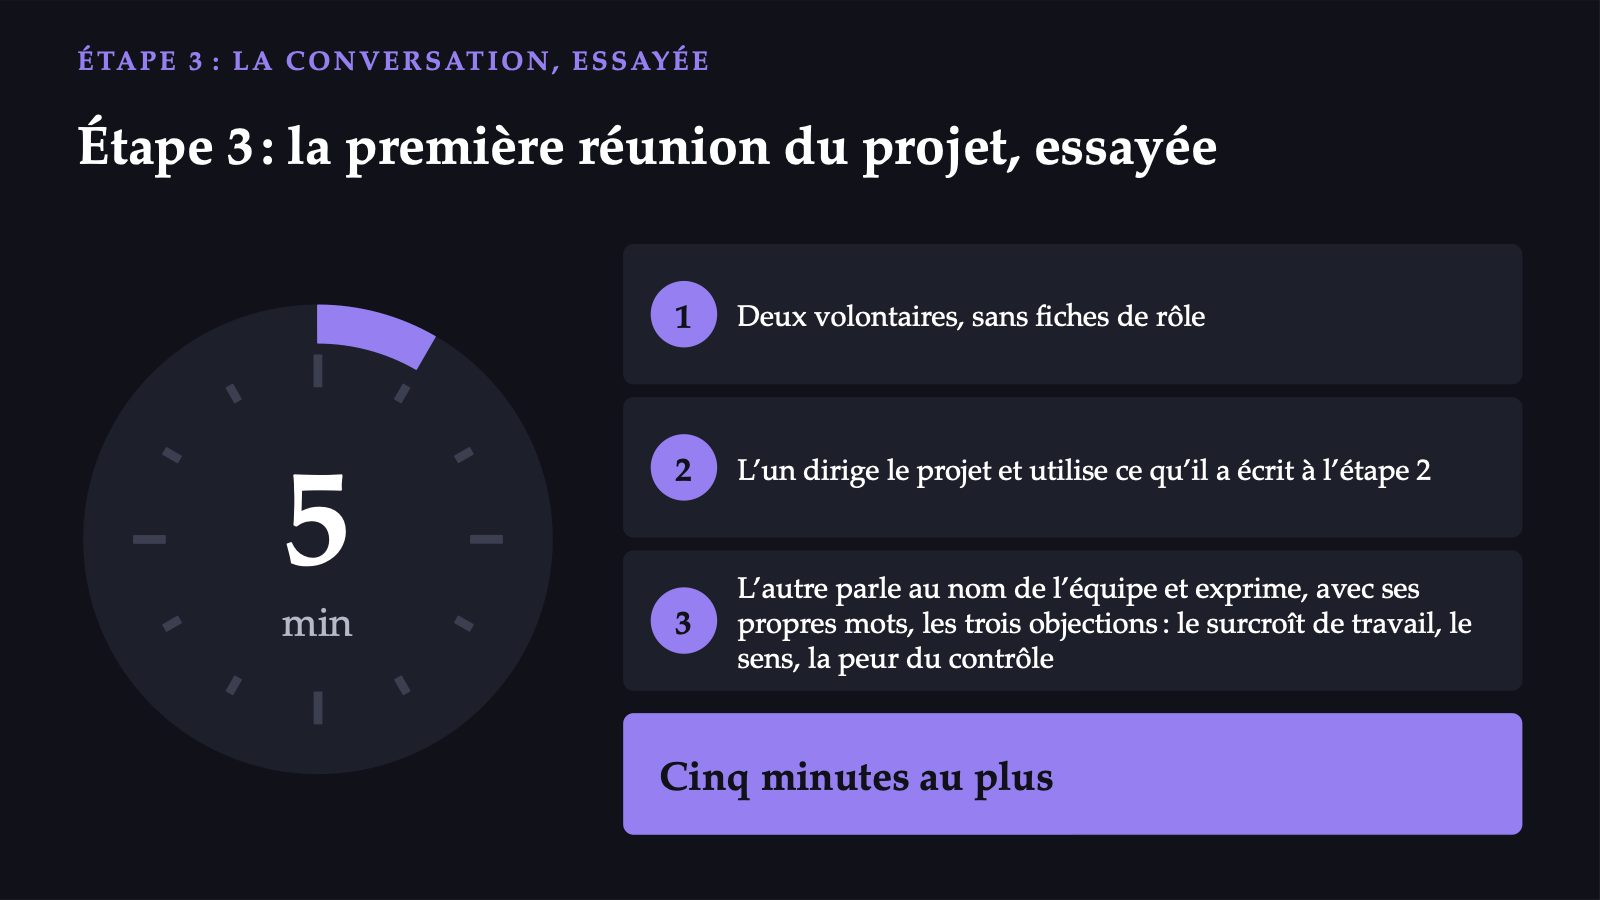 ÉTAPE 3 : LA CONVERSATION, ESSAYÉE
Étape 3 : la première réunion du projet, essayée
5
min
1
Deux volontaires, sans fiches de rôle
2
L’un dirige le projet et utilise ce qu’il a écrit à l’étape 2
3
L’autre parle au nom de l’équipe et exprime, avec ses
propres mots, les trois objections : le surcroît de travail, le
sens, la peur du contrôle
Cinq minutes au plus